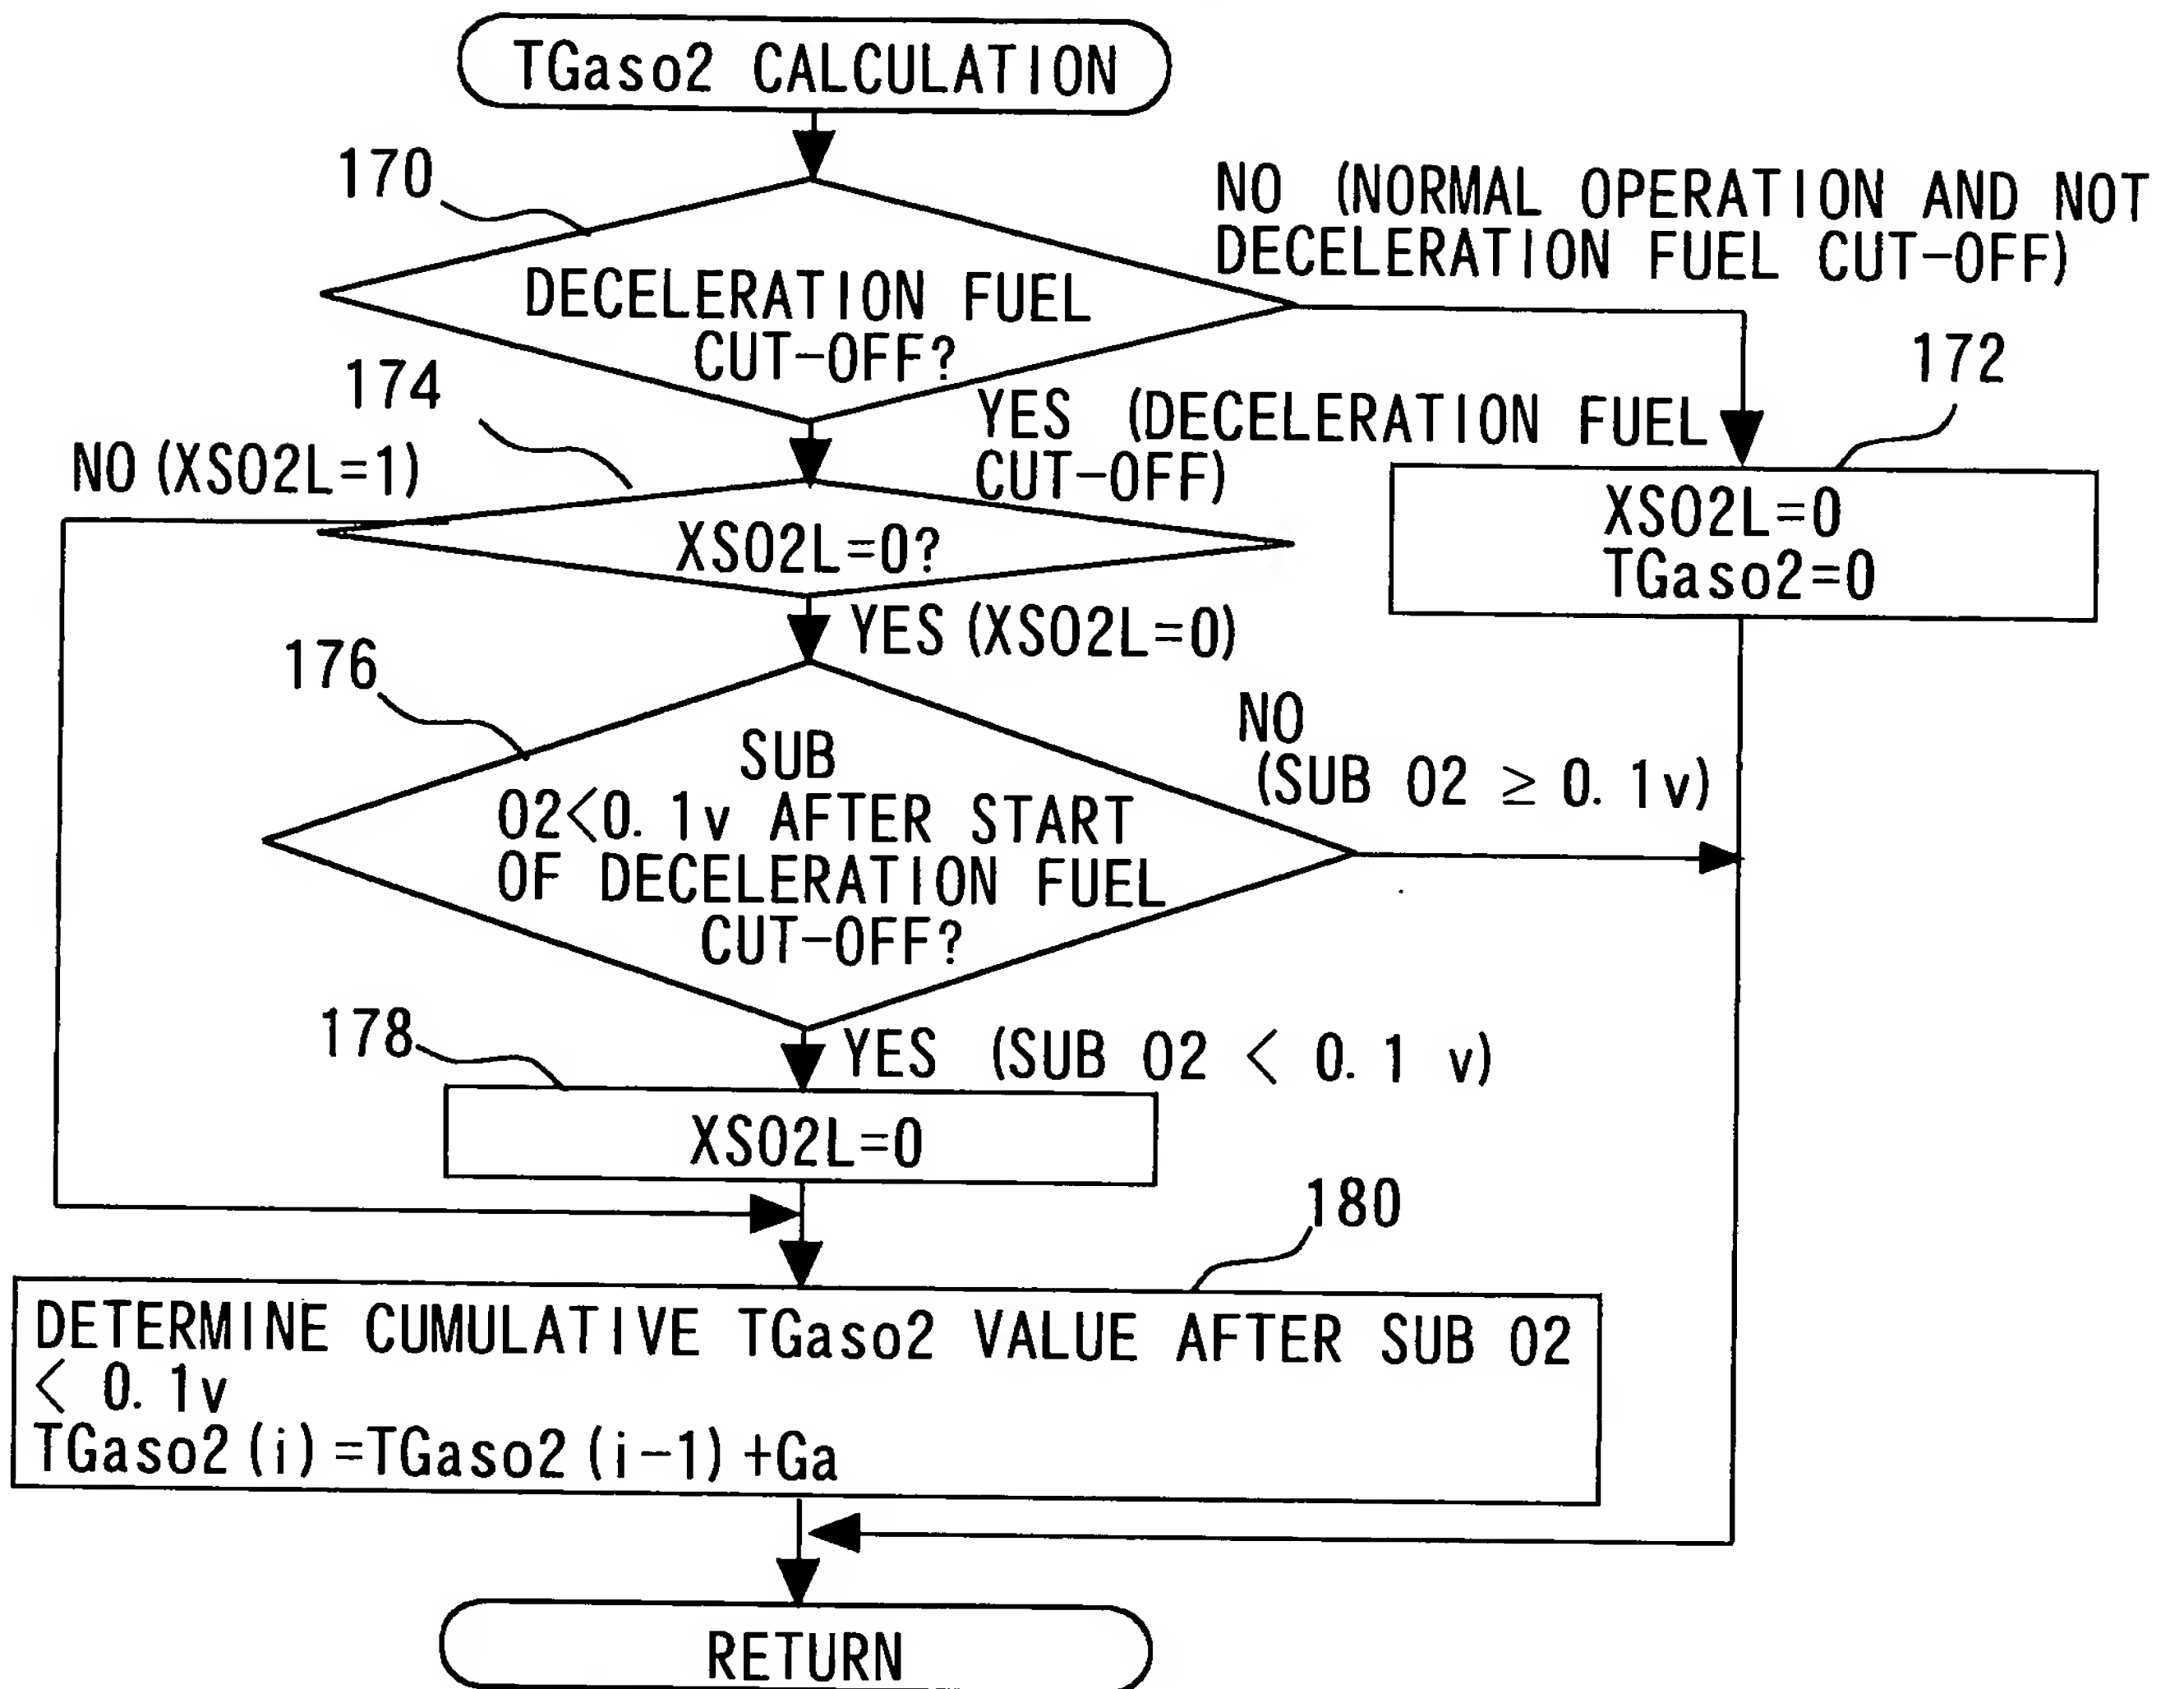 TGaso2 CALCULATION
170
NO (NORMAL OPERATION AND NOT
DECELERATION FUEL CUT-OFF)
DECELERATION FUEL
CUT-OFF?
172
174
YES (DECELERATION FUEL
CUT-OFF)
NO (XSO2L=1)
XSO2L=0
TGaso2=0
XSO2L=0?
YES (XSO2L=0)
176
NO
(SUB O2 ≥ 0.1v)
SUB
O2<0.1v AFTER START
OF DECELERATION FUEL
CUT-OFF?
178
YES (SUB O2 < 0.1 v)
XSO2L=0
180
DETERMINE CUMULATIVE TGaso2 VALUE AFTER SUB O2
< 0.1v
TGaso2(i)=TGaso2(i-1)+Ga
RETURN